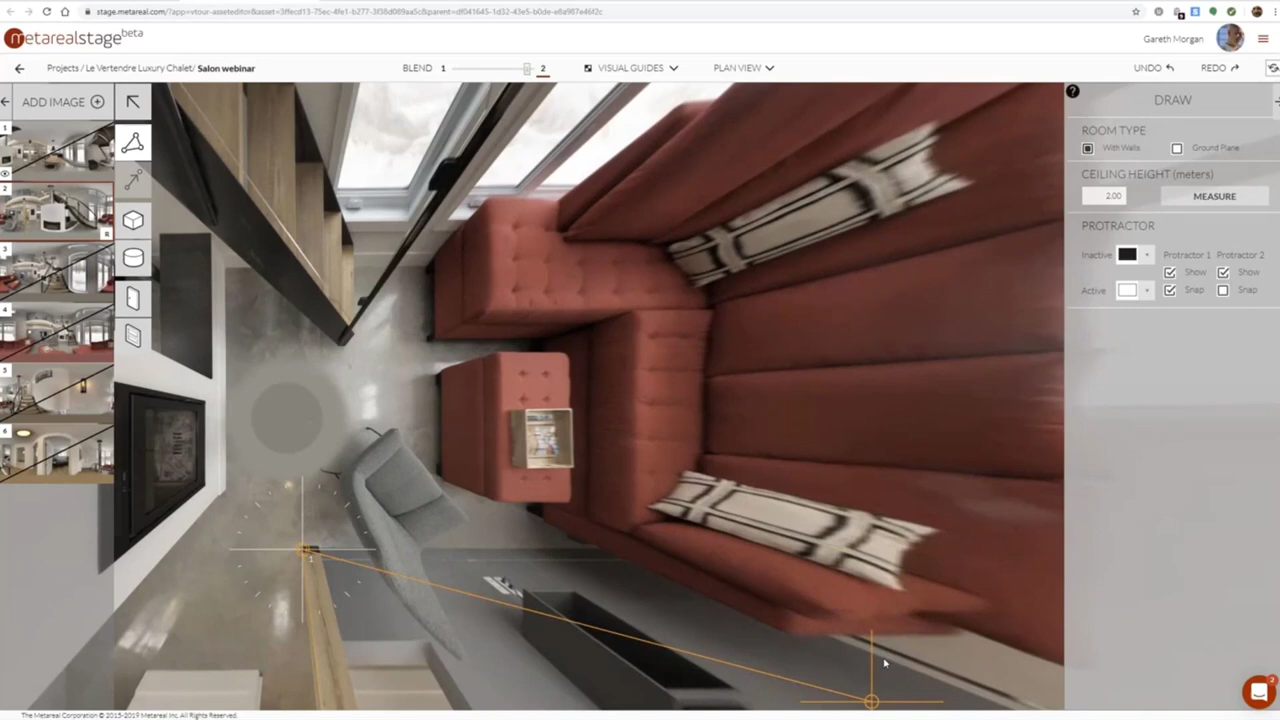 stage.metareal.com/?app=vtour-asseteditor&asset=3ffecd13-75ec-4fe1-b277-3f38d089aa5c&parent=df041645-1d32-43e5-b0de-e8a987e46f2c
metarealstage beta
Gareth Morgan
Projects / Le Vertendre Luxury Chalet/ Salon webinar
BLEND 1 2
VISUAL GUIDES
PLAN VIEW
UNDO
REDO
ADD IMAGE
1
2
R
3
4
5
6
?
DRAW
ROOM TYPE
With Walls
Ground Plane
CEILING HEIGHT (meters)
2.00
MEASURE
PROTRACTOR
Inactive
Protractor 1 Protractor 2
Show Show
Active
Snap Snap
1
2
The Metareal Corporation © 2015-2019 Metareal Inc. All Rights Reserved.